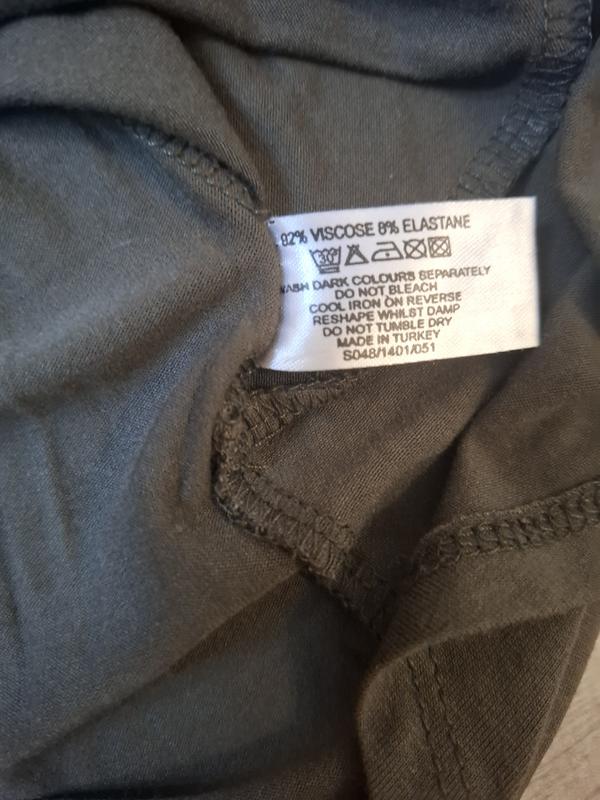 92% VISCOSE 8% ELASTANE
30°
WASH DARK COLOURS SEPARATELY
DO NOT BLEACH
COOL IRON ON REVERSE
RESHAPE WHILST DAMP
DO NOT TUMBLE DRY
MADE IN TURKEY
S048/1401/051